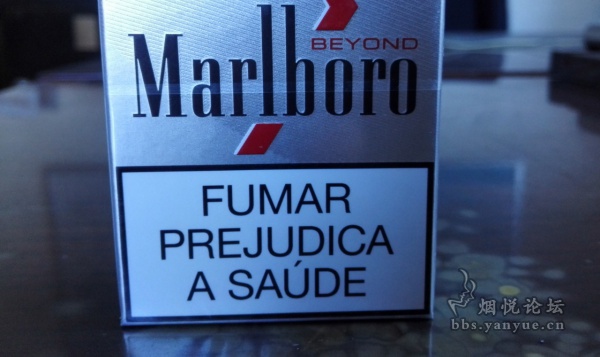 BEYOND
Marlboro
FUMAR
PREJUDICA
A SAÚDE
烟悦论坛
bbs.yanyue.cn